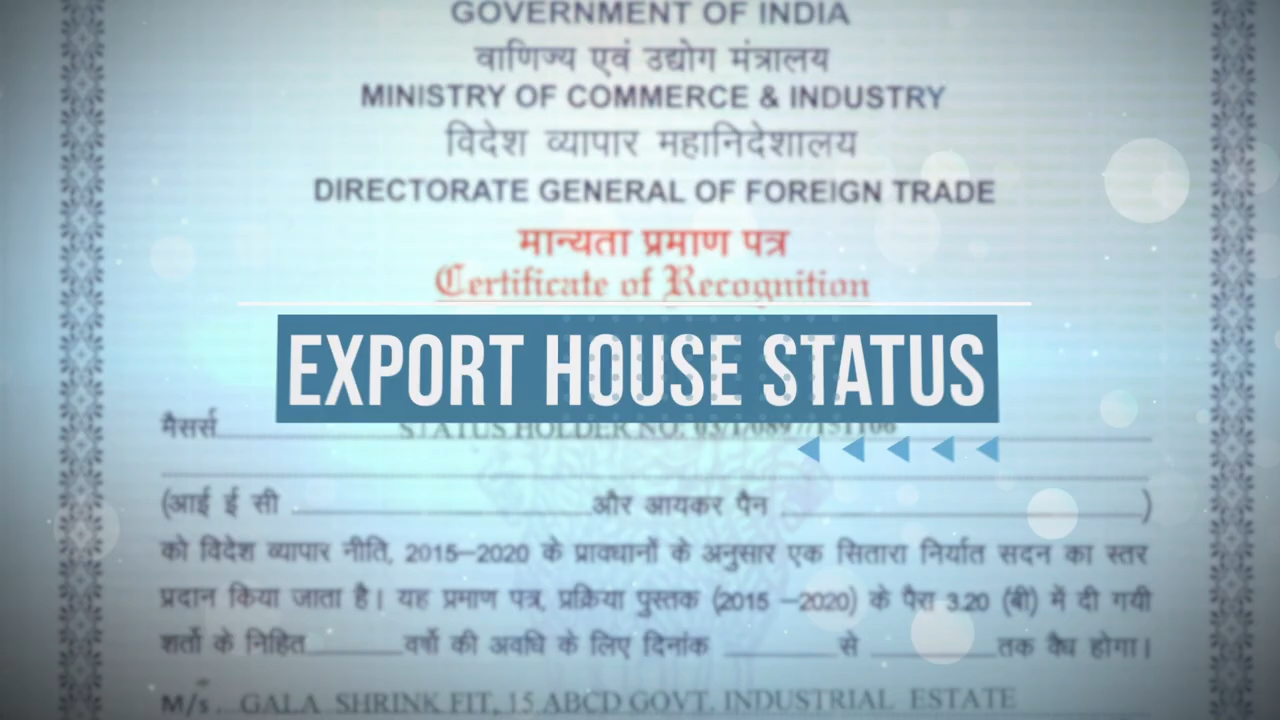 GOVERNMENT OF INDIA
वाणिज्य एवं उद्योग मंत्रालय
MINISTRY OF COMMERCE & INDUSTRY
विदेश व्यापार महानिदेशालय
DIRECTORATE GENERAL OF FOREIGN TRADE
मान्यता प्रमाण पत्र
Certificate of Recognition
EXPORT HOUSE STATUS
मैसर्स STATUS HOLDER NO.
(आई ई सी और आयकर पैन )
को विदेश व्यापार नीति, 2015–2020 के प्रावधानों के अनुसार एक सितारा निर्यात सदन का स्तर
प्रदान किया जाता है। यह प्रमाण पत्र, प्रक्रिया पुस्तक (2015 –2020) के पैरा 3.20 (बी) में दी गयी
शर्तो के निहित वर्षो की अवधि के लिए दिनांक से तक वैध होगा।
M/s. GALA SHRINK FIT, 15 ABCD GOVT. INDUSTRIAL ESTATE